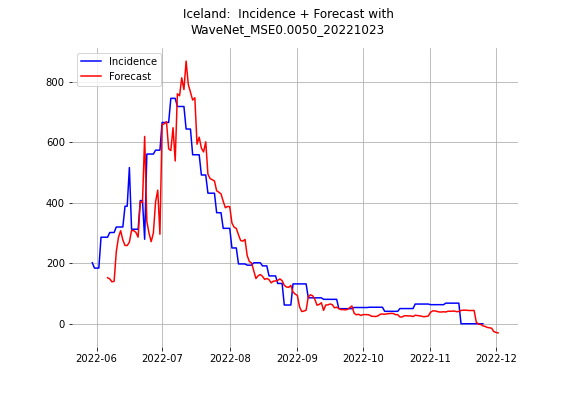 Iceland:  Incidence + Forecast with
WaveNet_MSE0.0050_20221023
Incidence
Forecast
800
600
400
200
0
2022-06 2022-07 2022-08 2022-09 2022-10 2022-11 2022-12